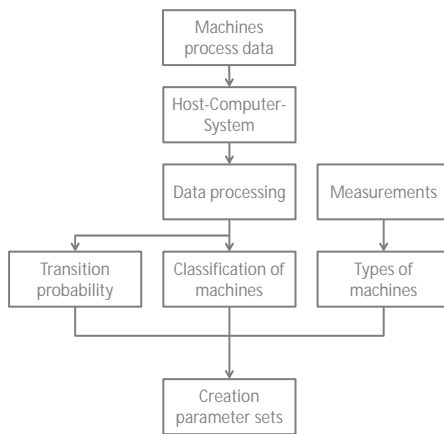 Machines
process data
Host-Computer-
System
Data processing
Measurements
Transition
probability
Classification of
machines
Types of
machines
Creation
parameter sets